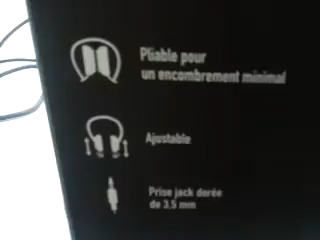 Pliable pour
un encombrement minimal
Ajustable
Prise jack dorée
de 3,5 mm